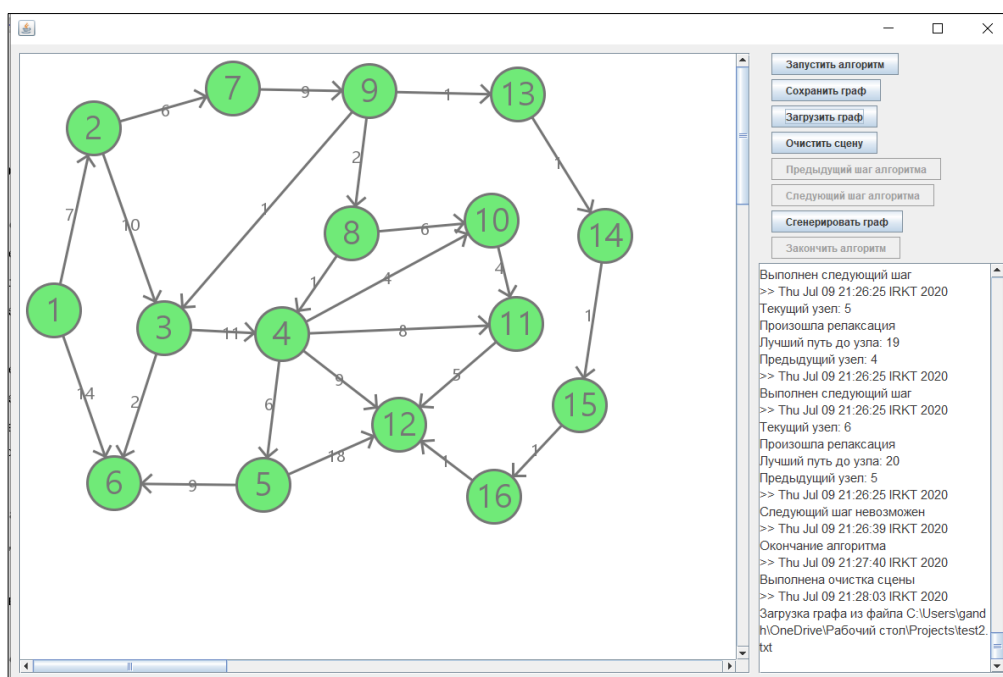 Запустить алгоритм
Сохранить граф
Загрузить граф
Очистить сцену
Предыдущий шаг алгоритма
Следующий шаг алгоритма
Сгенерировать граф
Закончить алгоритм
Выполнен следующий шаг
>> Thu Jul 09 21:26:25 IRKT 2020
Текущий узел: 5
Произошла релаксация
Лучший путь до узла: 19
Предыдущий узел: 4
>> Thu Jul 09 21:26:25 IRKT 2020
Выполнен следующий шаг
>> Thu Jul 09 21:26:25 IRKT 2020
Текущий узел: 6
Произошла релаксация
Лучший путь до узла: 20
Предыдущий узел: 5
>> Thu Jul 09 21:26:25 IRKT 2020
Следующий шаг невозможен
>> Thu Jul 09 21:26:39 IRKT 2020
Окончание алгоритма
>> Thu Jul 09 21:27:40 IRKT 2020
Выполнена очистка сцены
>> Thu Jul 09 21:28:03 IRKT 2020
Загрузка графа из файла C:\Users\gand
h\OneDrive\Рабочий стол\Projects\test2.
txt
7
9
13
2
6
9
1
2
1
7
10
1
8
6
10
14
1
4
4
1
3
11
4
8
11
1
14
2
6
9
5
15
12
18
1
1
6
9
5
16